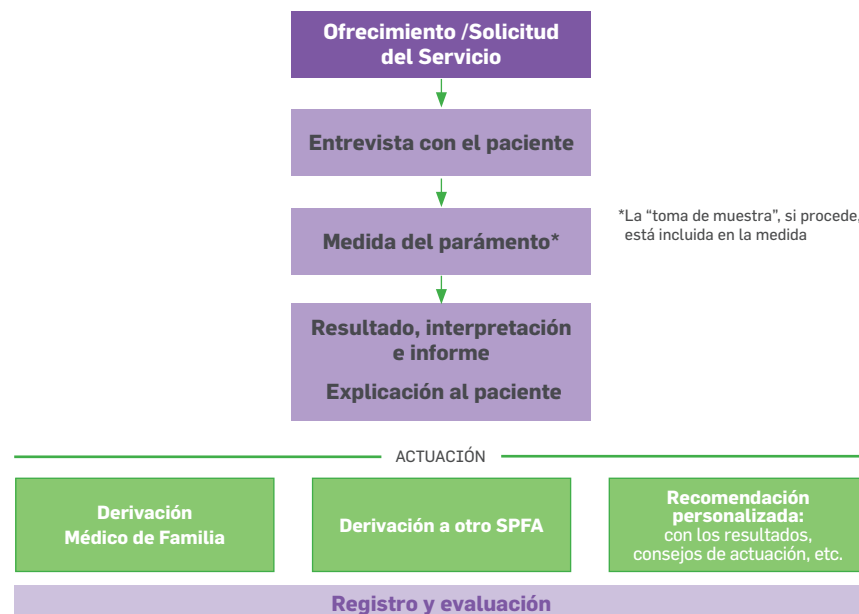 Ofrecimiento /Solicitud
del Servicio
Entrevista con el paciente
Medida del parámento*
*La “toma de muestra”, si procede,
está incluida en la medida
Resultado, interpretación
e informe
Explicación al paciente
ACTUACIÓN
Derivación
Médico de Familia
Derivación a otro SPFA
Recomendación
personalizada:
con los resultados,
consejos de actuación, etc.
Registro y evaluación